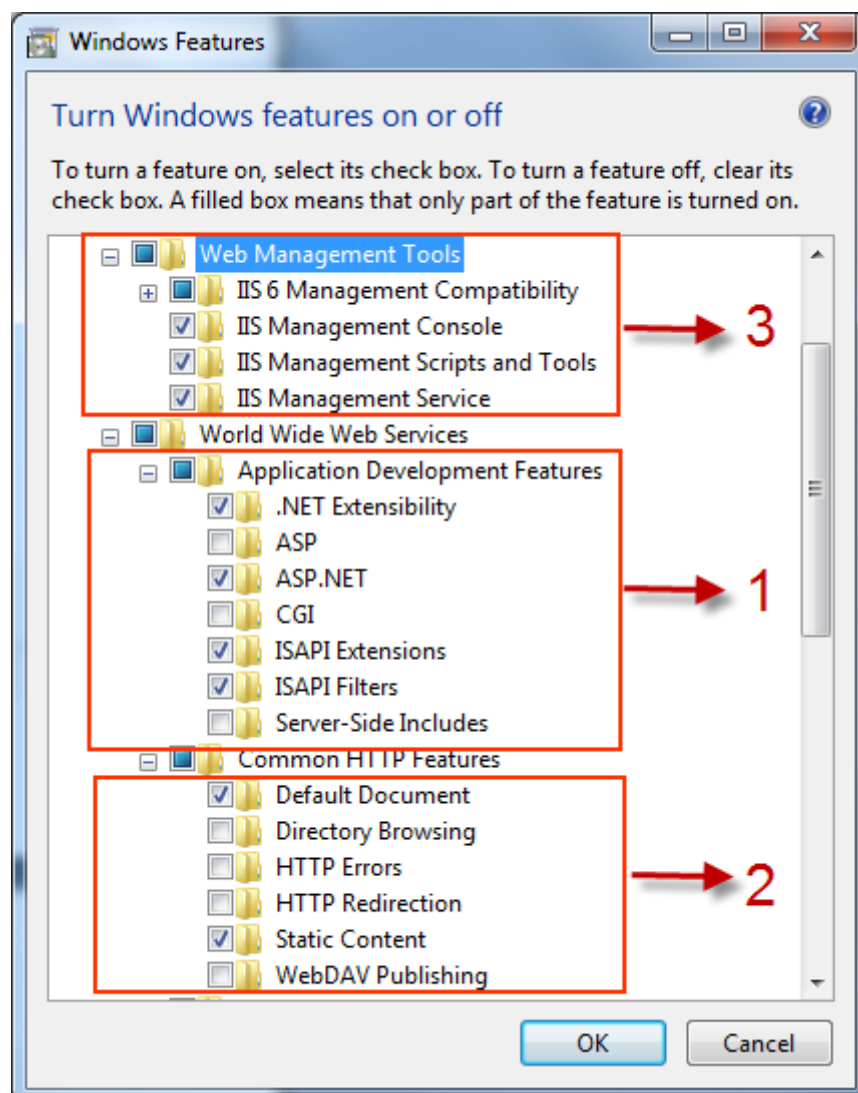 Windows Features
Turn Windows features on or off
To turn a feature on, select its check box. To turn a feature off, clear its
check box. A filled box means that only part of the feature is turned on.
Web Management Tools
IIS 6 Management Compatibility
IIS Management Console
3
IIS Management Scripts and Tools
IIS Management Service
World Wide Web Services
Application Development Features
.NET Extensibility
ASP
ASP.NET
1
CGI
ISAPI Extensions
ISAPI Filters
Server-Side Includes
Common HTTP Features
Default Document
Directory Browsing
HTTP Errors
2
HTTP Redirection
Static Content
WebDAV Publishing
OK
Cancel